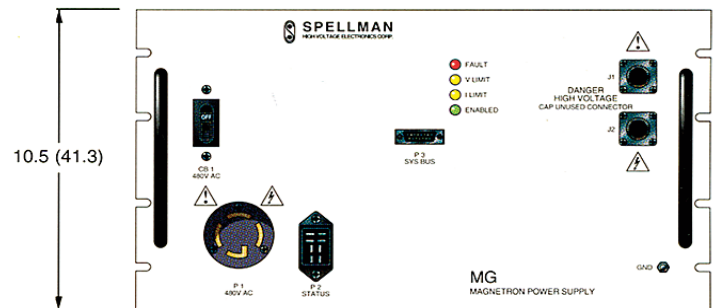 SPELLMAN
HIGH VOLTAGE ELECTRONICS CORP.
FAULT
V LIMIT
I LIMIT
ENABLED
J1
DANGER
HIGH VOLTAGE
CAP UNUSED CONNECTOR
J2
OFF
P 3
SYS BUS
10.5 (41.3)
CB 1
480V AC
P 1
480V AC
P 2
STATUS
GND
MG
MAGNETRON POWER SUPPLY